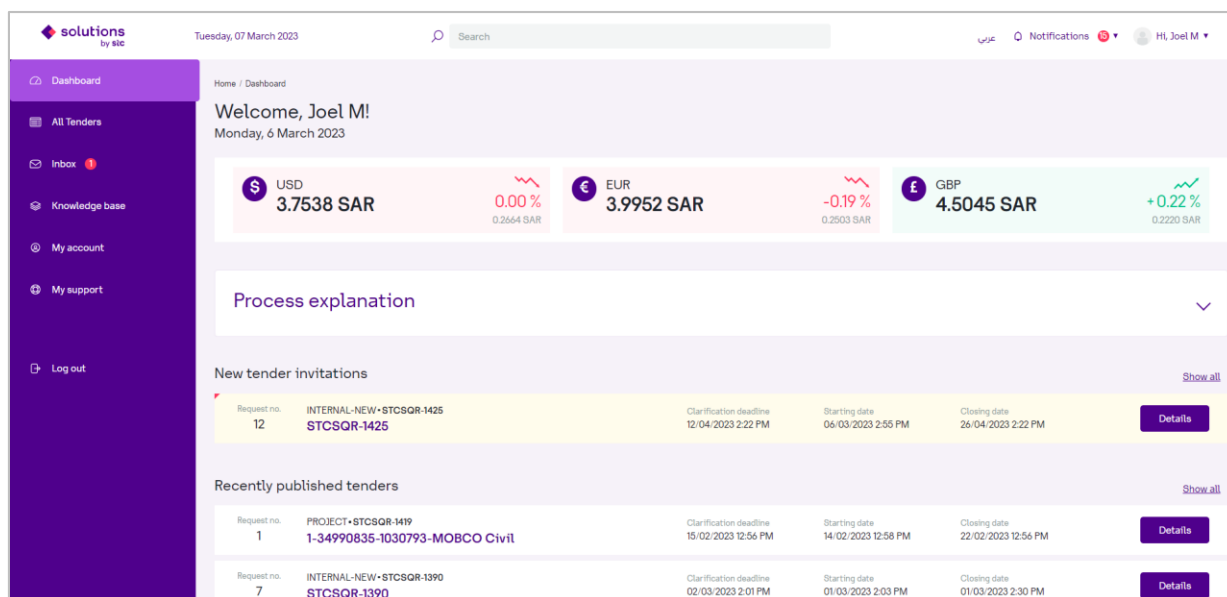 solutions
by stc
Tuesday, 07 March 2023
Search
عربي
Notifications 15
Hi, Joel M
Dashboard
All Tenders
Inbox 1
Knowledge base
My account
My support
Log out
Home / Dashboard
Welcome, Joel M!
Monday, 6 March 2023
$ USD
3.7538 SAR
0.00 %
0.2664 SAR
€ EUR
3.9952 SAR
-0.19 %
0.2503 SAR
£ GBP
4.5045 SAR
+0.22 %
0.2220 SAR
Process explanation
New tender invitations
Show all
Request no.
12
INTERNAL-NEW•STCSQR-1425
STCSQR-1425
Clarification deadline
12/04/2023 2:22 PM
Starting date
06/03/2023 2:55 PM
Closing date
26/04/2023 2:22 PM
Details
Recently published tenders
Show all
Request no.
1
PROJECT•STCSQR-1419
1-34990835-1030793-MOBCO Civil
Clarification deadline
15/02/2023 12:56 PM
Starting date
14/02/2023 12:58 PM
Closing date
22/02/2023 12:56 PM
Details
Request no.
7
INTERNAL-NEW•STCSQR-1390
STCSQR-1390
Clarification deadline
02/03/2023 2:01 PM
Starting date
01/03/2023 2:03 PM
Closing date
01/03/2023 2:30 PM
Details